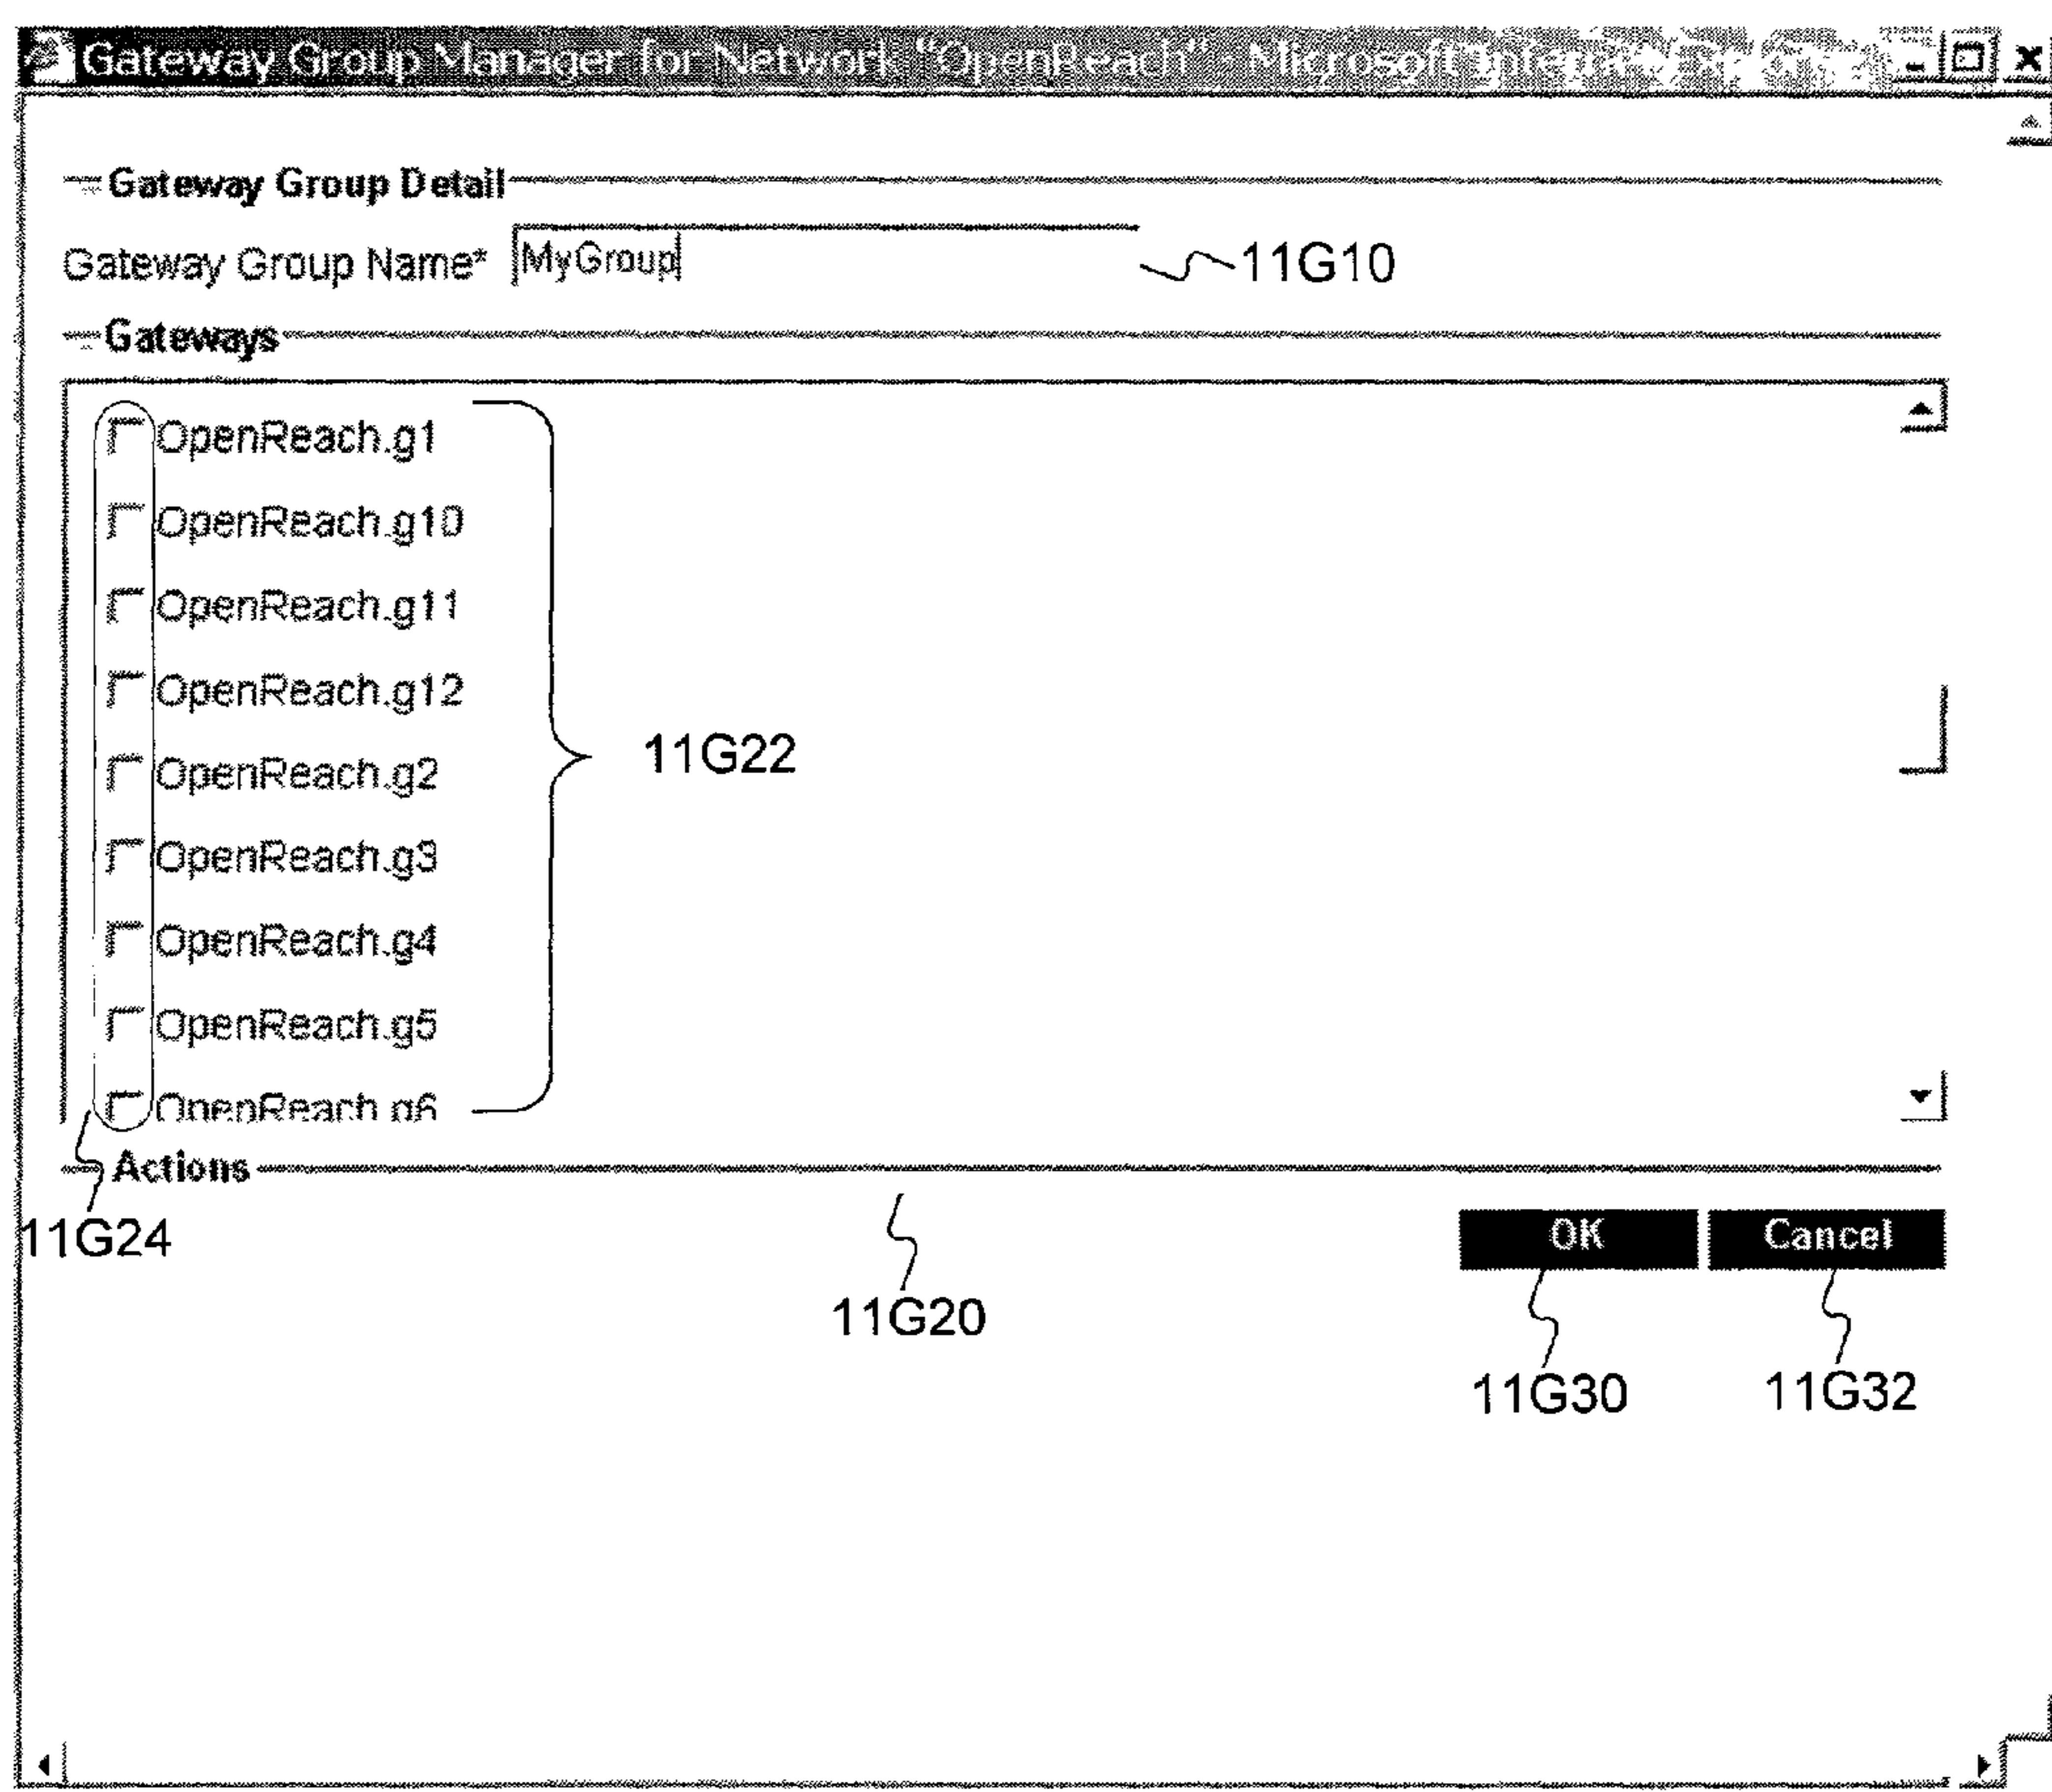 Gateway Group Manager for Network "OpenReach" - Microsoft Internet Explorer
Gateway Group Detail
Gateway Group Name* MyGroup 11G10
Gateways
OpenReach.g1
OpenReach.g10
OpenReach.g11
OpenReach.g12
11G22
OpenReach.g2
OpenReach.g3
OpenReach.g4
OpenReach.g5
OpenReach.g6
Actions
11G24
OK Cancel
11G20
11G30 11G32